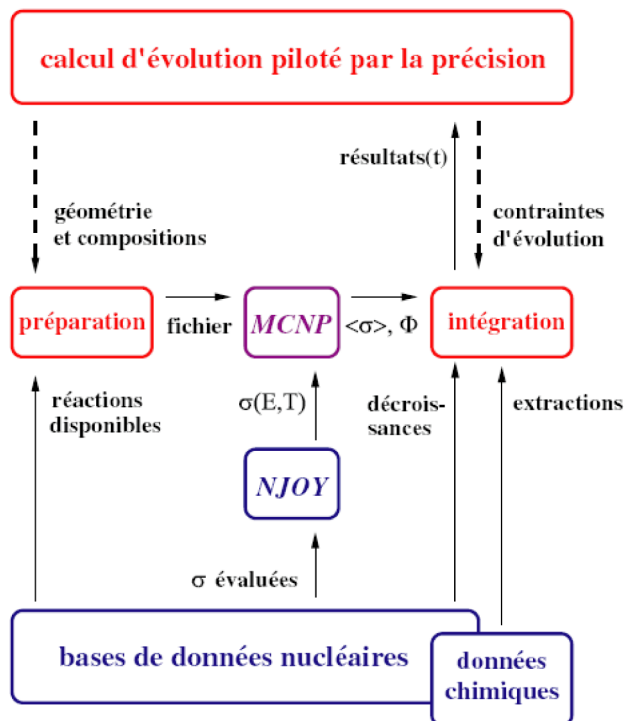 calcul d'évolution piloté par la précision
résultats(t)
géométrie
et compositions
contraintes
d'évolution
préparation
fichier
MCNP
<σ>, Φ
intégration
réactions
disponibles
σ(E,T)
décrois-
sances
extractions
NJOY
σ évaluées
bases de données nucléaires
données
chimiques